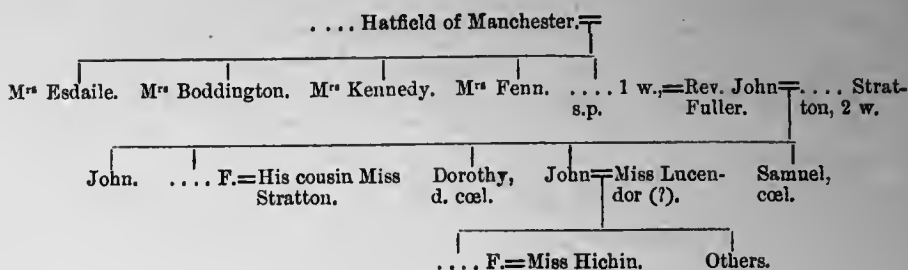 .... Hatfield of Manchester.
Mrs Esdaile. Mrs Boddington. Mrs Kennedy. Mrs Fenn. .... 1 w.,=Rev. John= .... Strat-
s.p. Fuller. ton, 2 w.
John. .... F.=His cousin Miss Dorothy, John=Miss Lucen- Samuel,
Stratton. d. cœl. dor (?). cœl.
.... F.=Miss Hichin. Others.